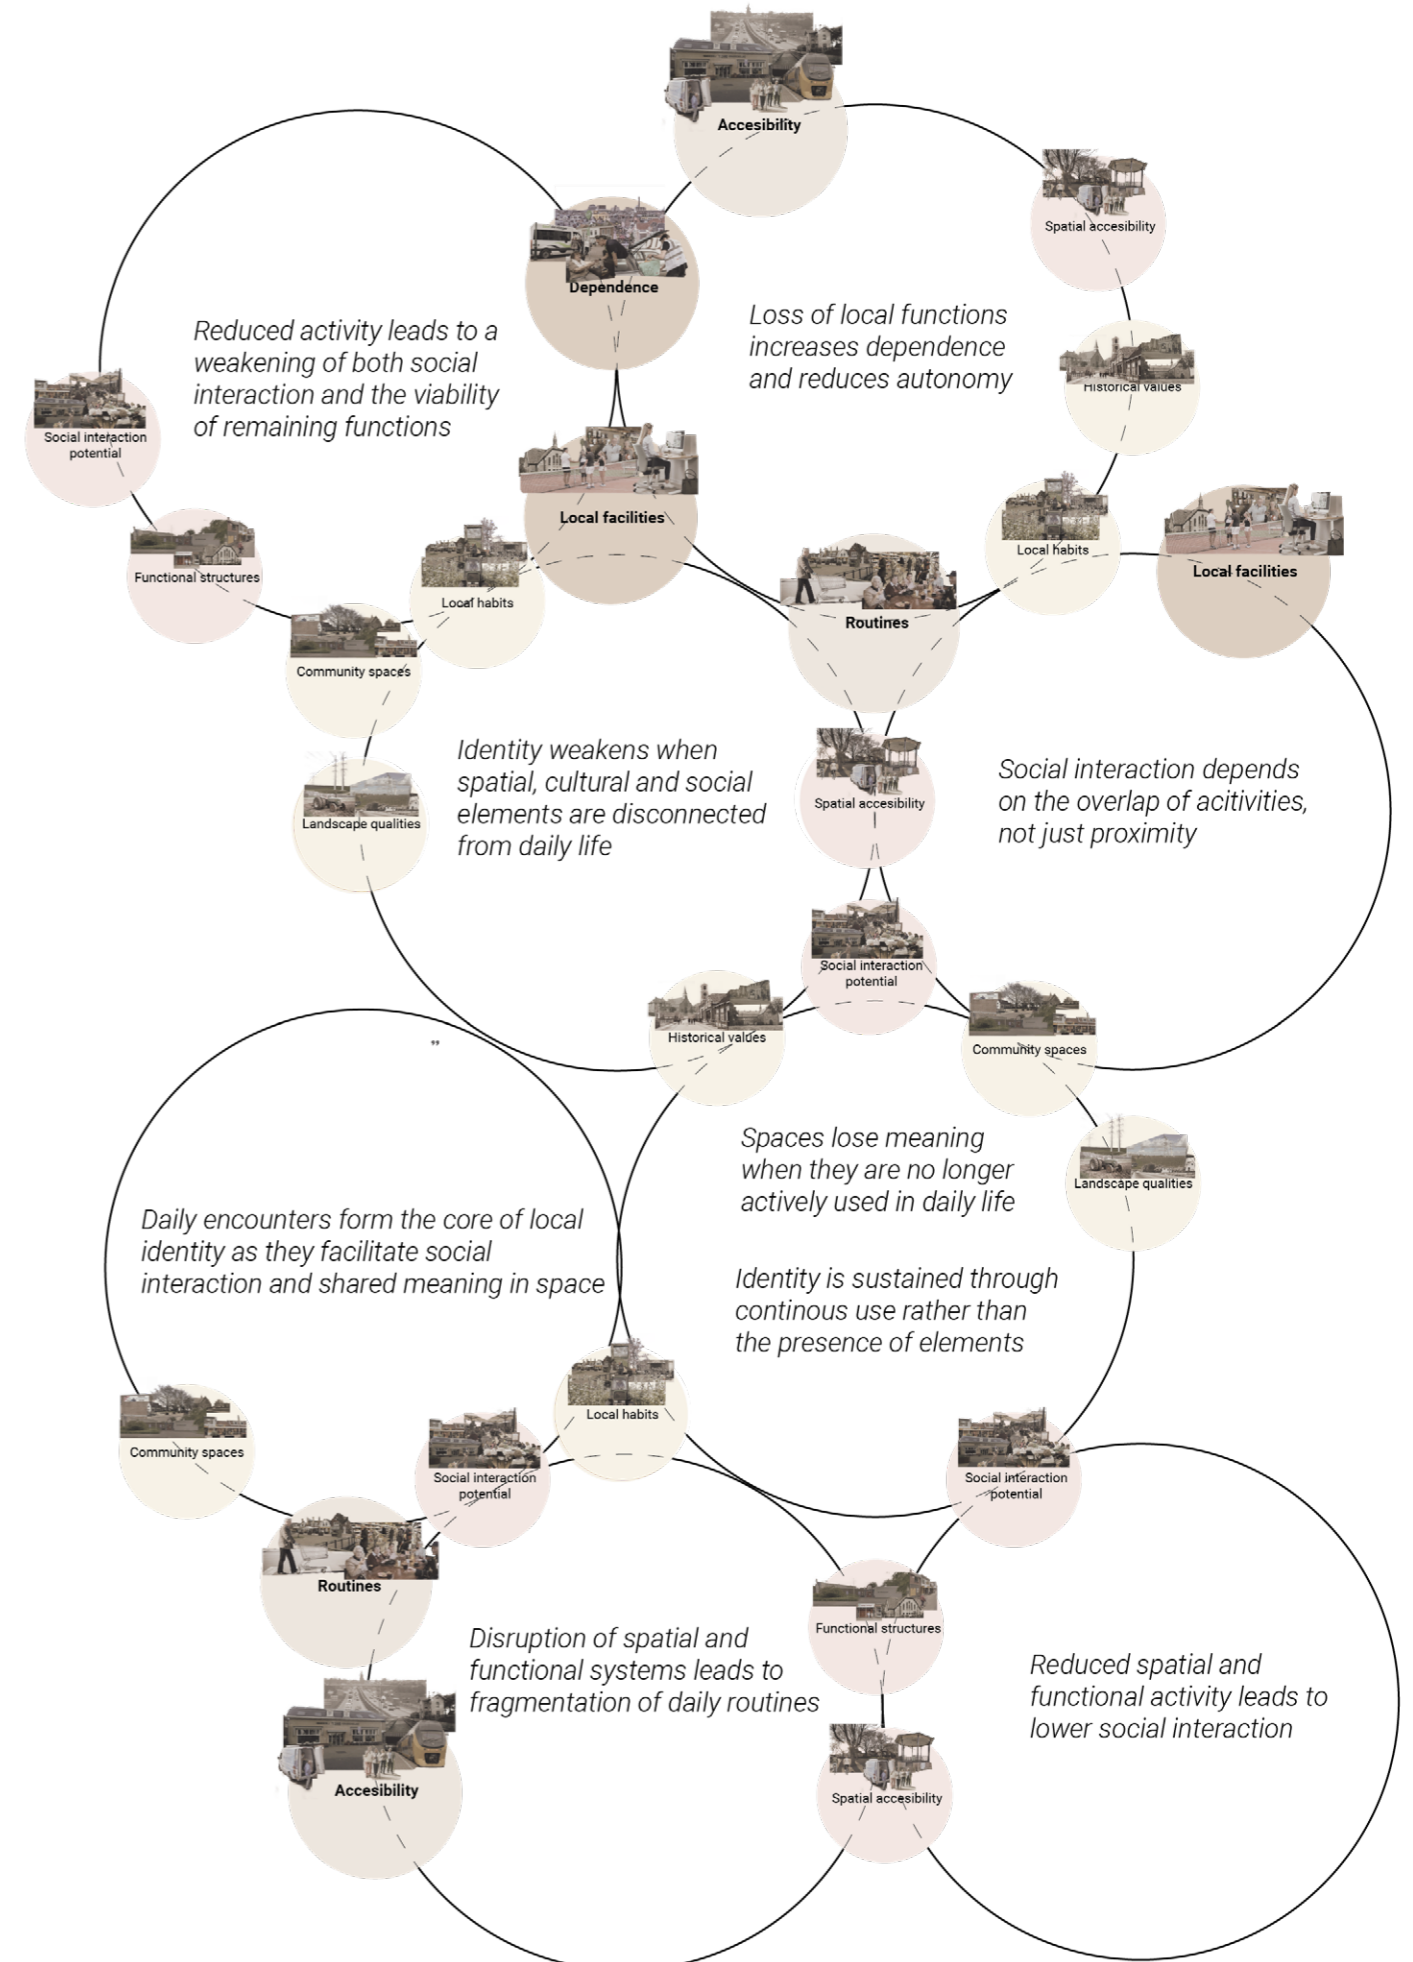 Accesibility
Spatial accesibility
Dependence
Reduced activity leads to a
weakening of both social
interaction and the viability
of remaining functions
Loss of local functions
increases dependence
and reduces autonomy
Historical values
Social interaction
potential
Local facilities
Local habits
Local facilities
Functional structures
Local habits
Routines
Community spaces
Identity weakens when
spatial, cultural and social
elements are disconnected
from daily life
Social interaction depends
on the overlap of acitivities,
not just proximity
Spatial accesibility
Landscape qualities
Social interaction
potential
Historical values
Community spaces
”
Spaces lose meaning
when they are no longer
actively used in daily life
Landscape qualities
Daily encounters form the core of local
identity as they facilitate social
interaction and shared meaning in space
Identity is sustained through
continous use rather than
the presence of elements
Local habits
Community spaces
Social interaction
potential
Social interaction
potential
Routines
Functional structures
Disruption of spatial and
functional systems leads to
fragmentation of daily routines
Reduced spatial and
functional activity leads to
lower social interaction
Accesibility
Spatial accesibility